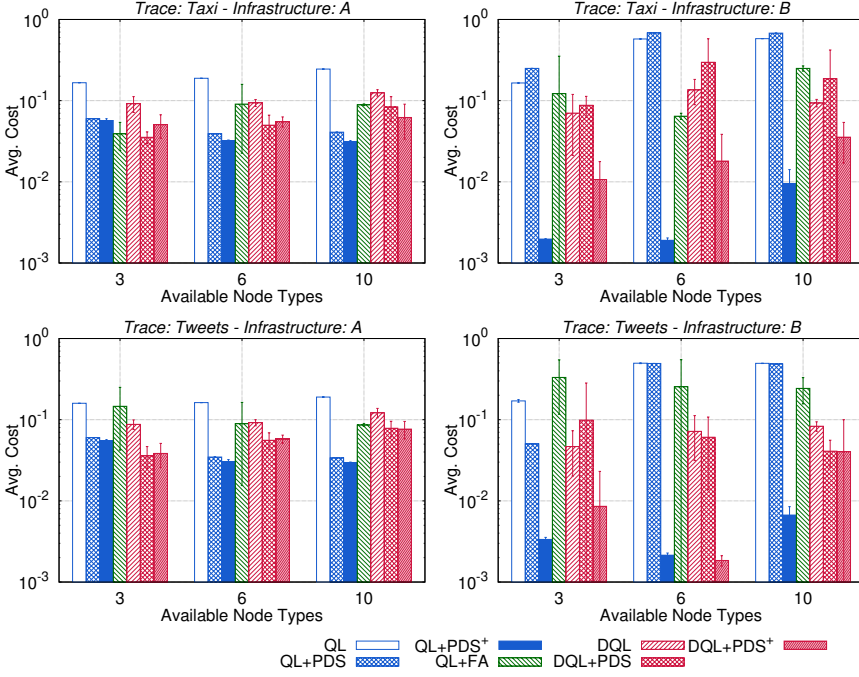 Trace: Taxi - Infrastructure: A
Trace: Taxi - Infrastructure: B
10^0
10^-1
10^-2
10^-3
Avg. Cost
3 6 10
Available Node Types
10^0
10^-1
10^-2
10^-3
Avg. Cost
3 6 10
Available Node Types
Trace: Tweets - Infrastructure: A
Trace: Tweets - Infrastructure: B
10^0
10^-1
10^-2
10^-3
Avg. Cost
3 6 10
Available Node Types
10^0
10^-1
10^-2
10^-3
Avg. Cost
3 6 10
Available Node Types
QL QL+PDS^+ DQL DQL+PDS^+
QL+PDS QL+FA DQL+PDS